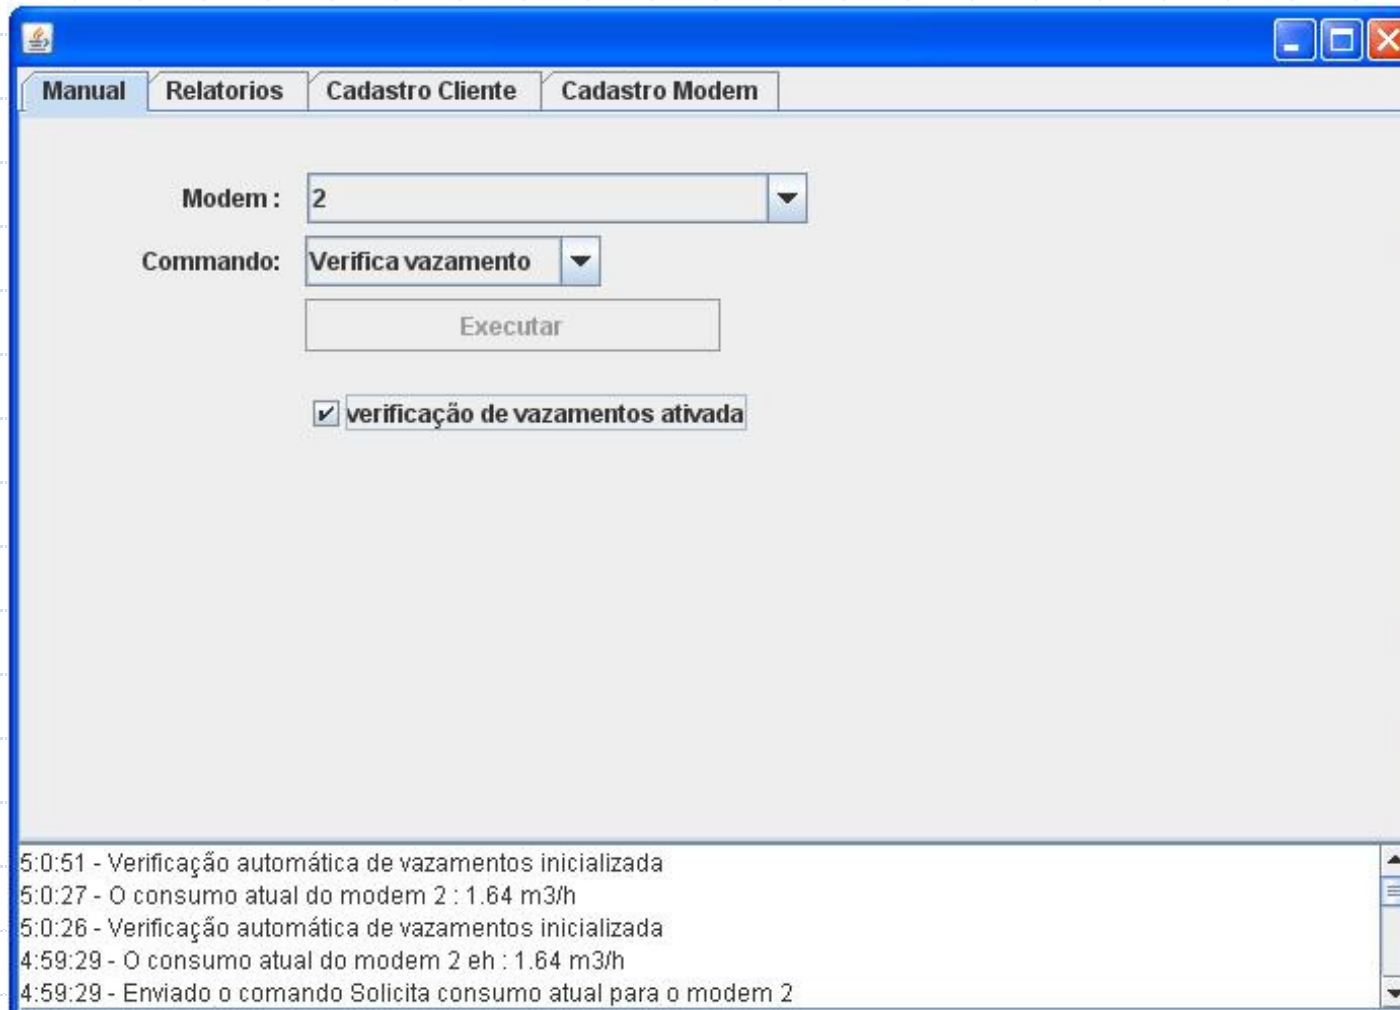 Manual Relatorios Cadastro Cliente Cadastro Modem
Modem : 2
Commando: Verifica vazamento
Executar
verificação de vazamentos ativada
5:0:51 - Verificação automática de vazamentos inicializada
5:0:27 - O consumo atual do modem 2 : 1.64 m3/h
5:0:26 - Verificação automática de vazamentos inicializada
4:59:29 - O consumo atual do modem 2 eh : 1.64 m3/h
4:59:29 - Enviado o comando Solicita consumo atual para o modem 2